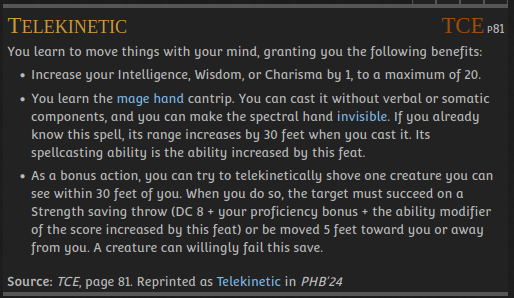 TELEKINETIC TCE p81
You learn to move things with your mind, granting you the following benefits:
• Increase your Intelligence, Wisdom, or Charisma by 1, to a maximum of 20.
• You learn the mage hand cantrip. You can cast it without verbal or somatic
components, and you can make the spectral hand invisible. If you already
know this spell, its range increases by 30 feet when you cast it. Its
spellcasting ability is the ability increased by this feat.
• As a bonus action, you can try to telekinetically shove one creature you can
see within 30 feet of you. When you do so, the target must succeed on a
Strength saving throw (DC 8 + your proficiency bonus + the ability modifier
of the score increased by this feat) or be moved 5 feet toward you or away
from you. A creature can willingly fail this save.
Source: TCE, page 81. Reprinted as Telekinetic in PHB'24